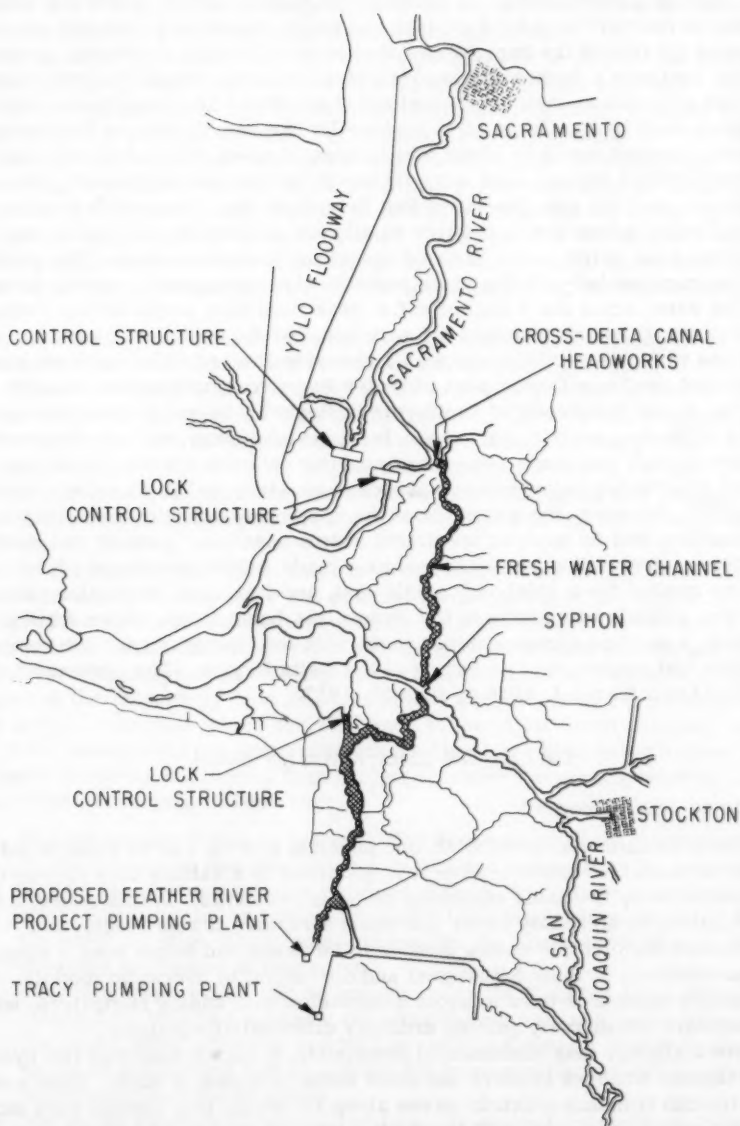 SACRAMENTO
YOLO FLOODWAY
SACRAMENTO RIVER
CONTROL STRUCTURE
CROSS-DELTA CANAL
HEADWORKS
LOCK
CONTROL STRUCTURE
FRESH WATER CHANNEL
SYPHON
LOCK
CONTROL STRUCTURE
STOCKTON
SAN
JOAQUIN RIVER
PROPOSED FEATHER RIVER
PROJECT PUMPING PLANT
TRACY PUMPING PLANT